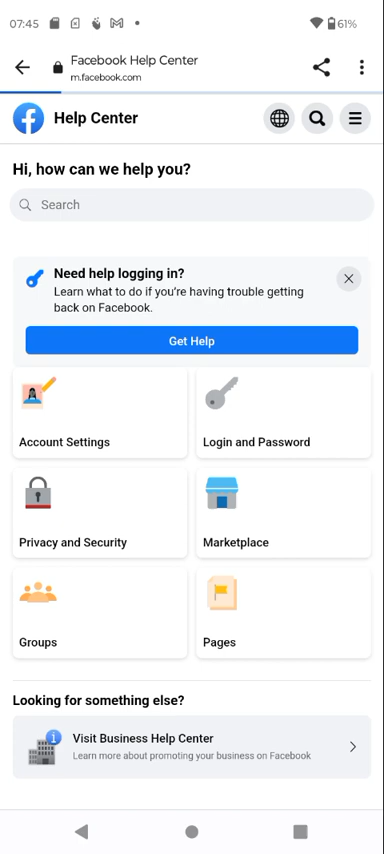 07:45
61%
Facebook Help Center
m.facebook.com
Help Center
Hi, how can we help you?
Search
Need help logging in?
Learn what to do if you're having trouble getting
back on Facebook.
Get Help
Account Settings
Login and Password
Privacy and Security
Marketplace
Groups
Pages
Looking for something else?
Visit Business Help Center
Learn more about promoting your business on Facebook